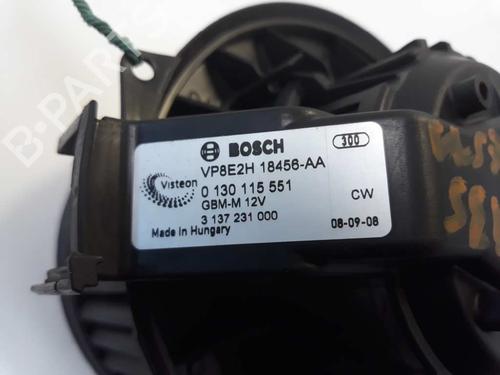 B-PARTS
BOSCH
300
VP8E2H 18456-AA
Visteon
0 130 115 551
CW
GBM-M 12V
3 137 231 000
08-09-08
Made in Hungary